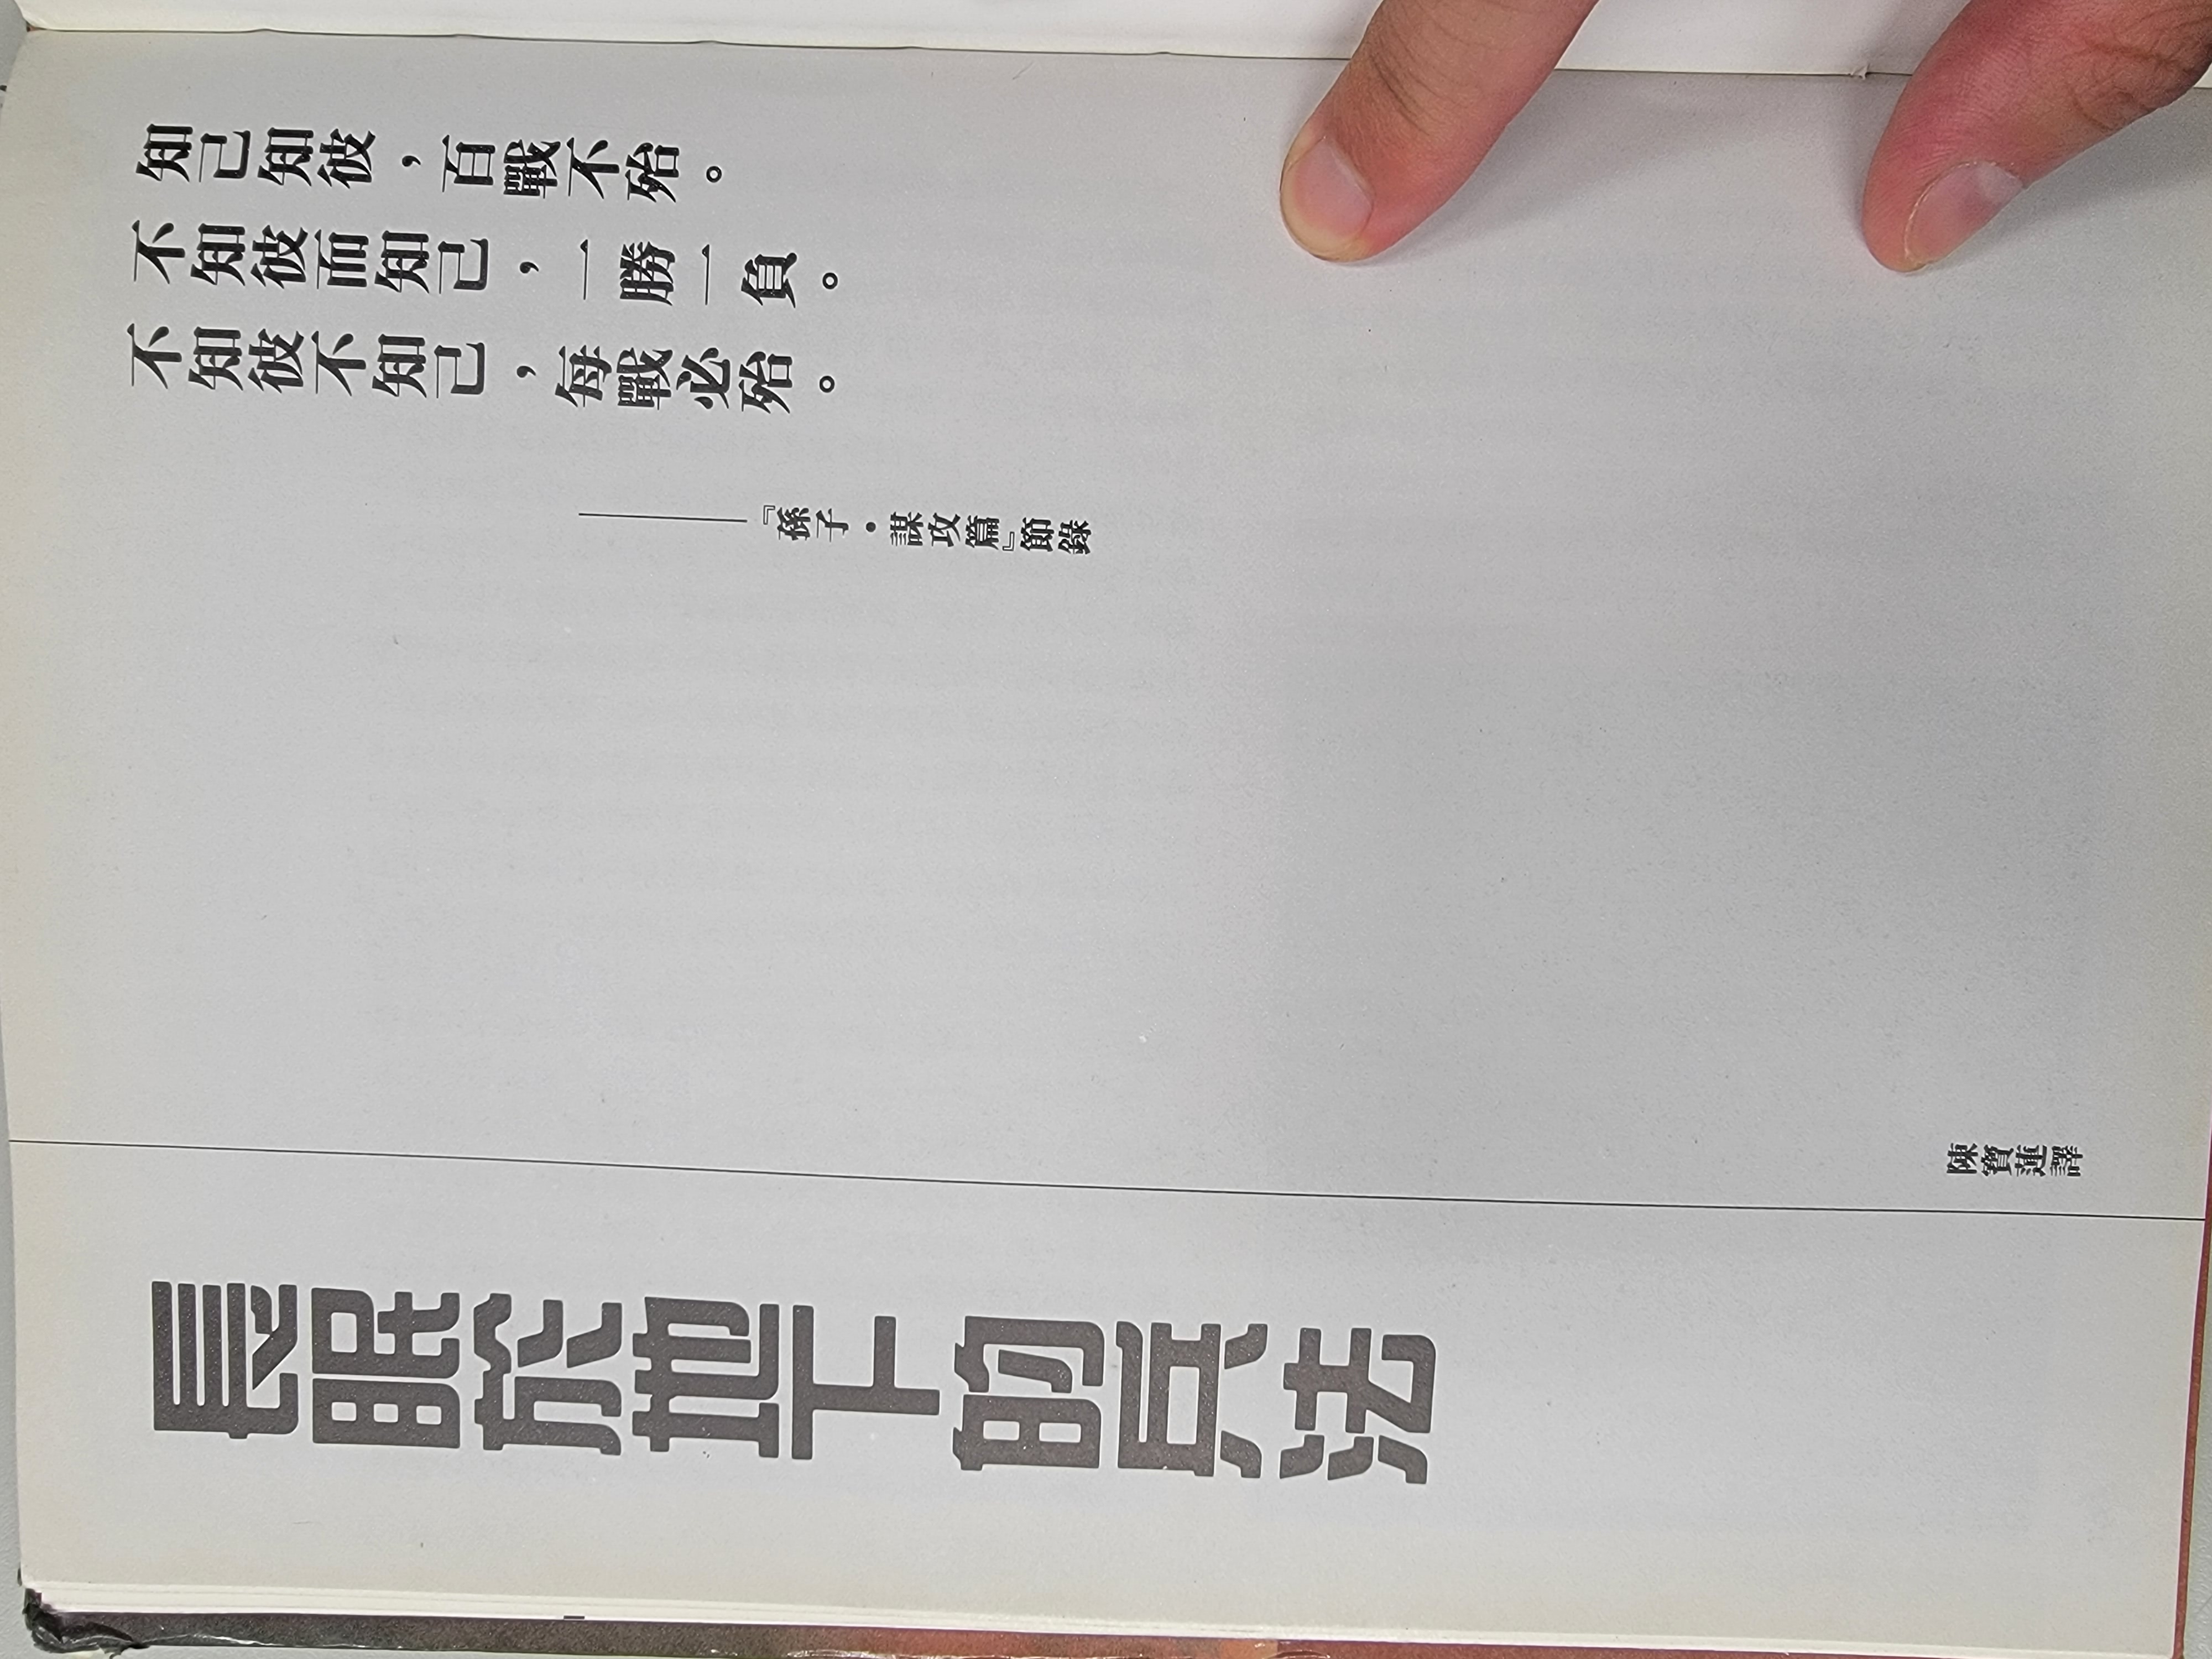 知己知彼，百戰不殆。
不知彼而知己，一勝一負。
不知彼不知己，每戰必殆。
——『孫子・謀攻篇』節錄
陳寶蓮譯
長眠於地下的兵法